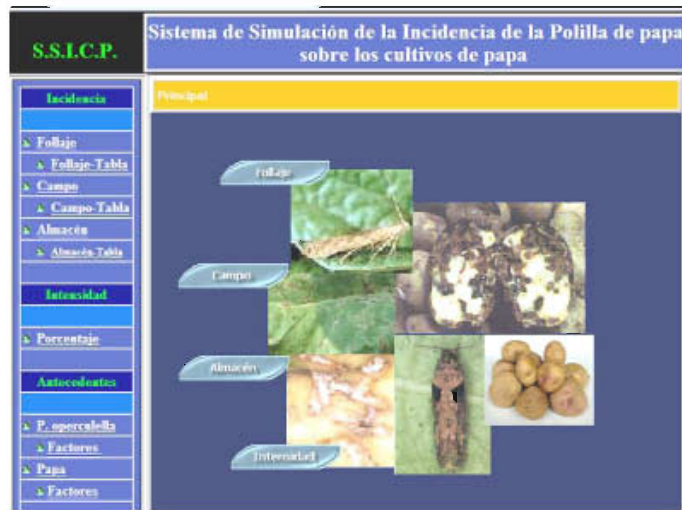 S.S.I.C.P.
Sistema de Simulación de la Incidencia de la Polilla de papa
sobre los cultivos de papa
Incidencia
Follaje
Follaje-Tabla
Campo
Campo-Tabla
Almacén
Almacén-Tabla
Intensidad
Porcentaje
Antecedentes
P. operculella
Factores
Papa
Factores
Principal
Follaje
Campo
Almacén
Intensidad